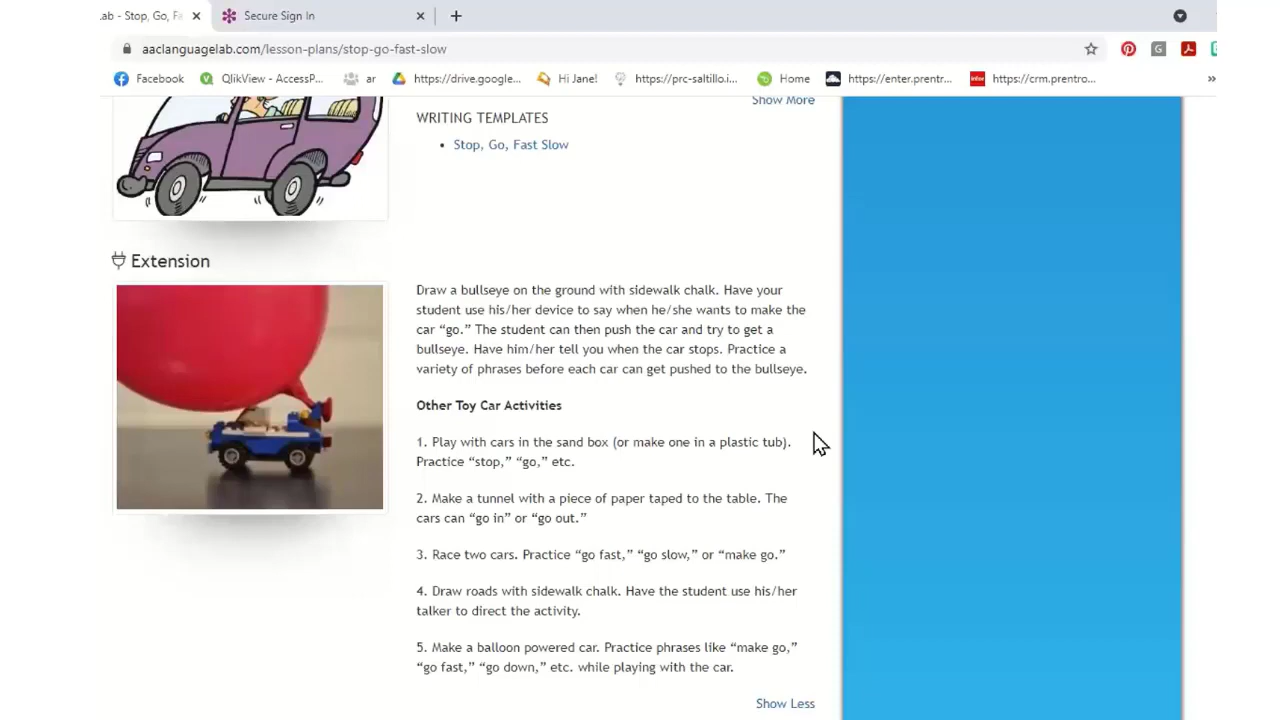 ab - Stop, Go, Fa
Secure Sign In
aaclanguagelab.com/lesson-plans/stop-go-fast-slow
Facebook
QlikView - AccessP...
ar
https://drive.google...
Hi Jane!
https://prc-saltillo.i...
Home
https://enter.prentr...
https://crm.prentro...
Show More
WRITING TEMPLATES
• Stop, Go, Fast Slow
Extension
Draw a bullseye on the ground with sidewalk chalk. Have your
student use his/her device to say when he/she wants to make the
car “go.” The student can then push the car and try to get a
bullseye. Have him/her tell you when the car stops. Practice a
variety of phrases before each car can get pushed to the bullseye.
Other Toy Car Activities
1. Play with cars in the sand box (or make one in a plastic tub).
Practice “stop,” “go,” etc.
2. Make a tunnel with a piece of paper taped to the table. The
cars can “go in” or “go out.”
3. Race two cars. Practice “go fast,” “go slow,” or “make go.”
4. Draw roads with sidewalk chalk. Have the student use his/her
talker to direct the activity.
5. Make a balloon powered car. Practice phrases like “make go,”
“go fast,” “go down,” etc. while playing with the car.
Show Less